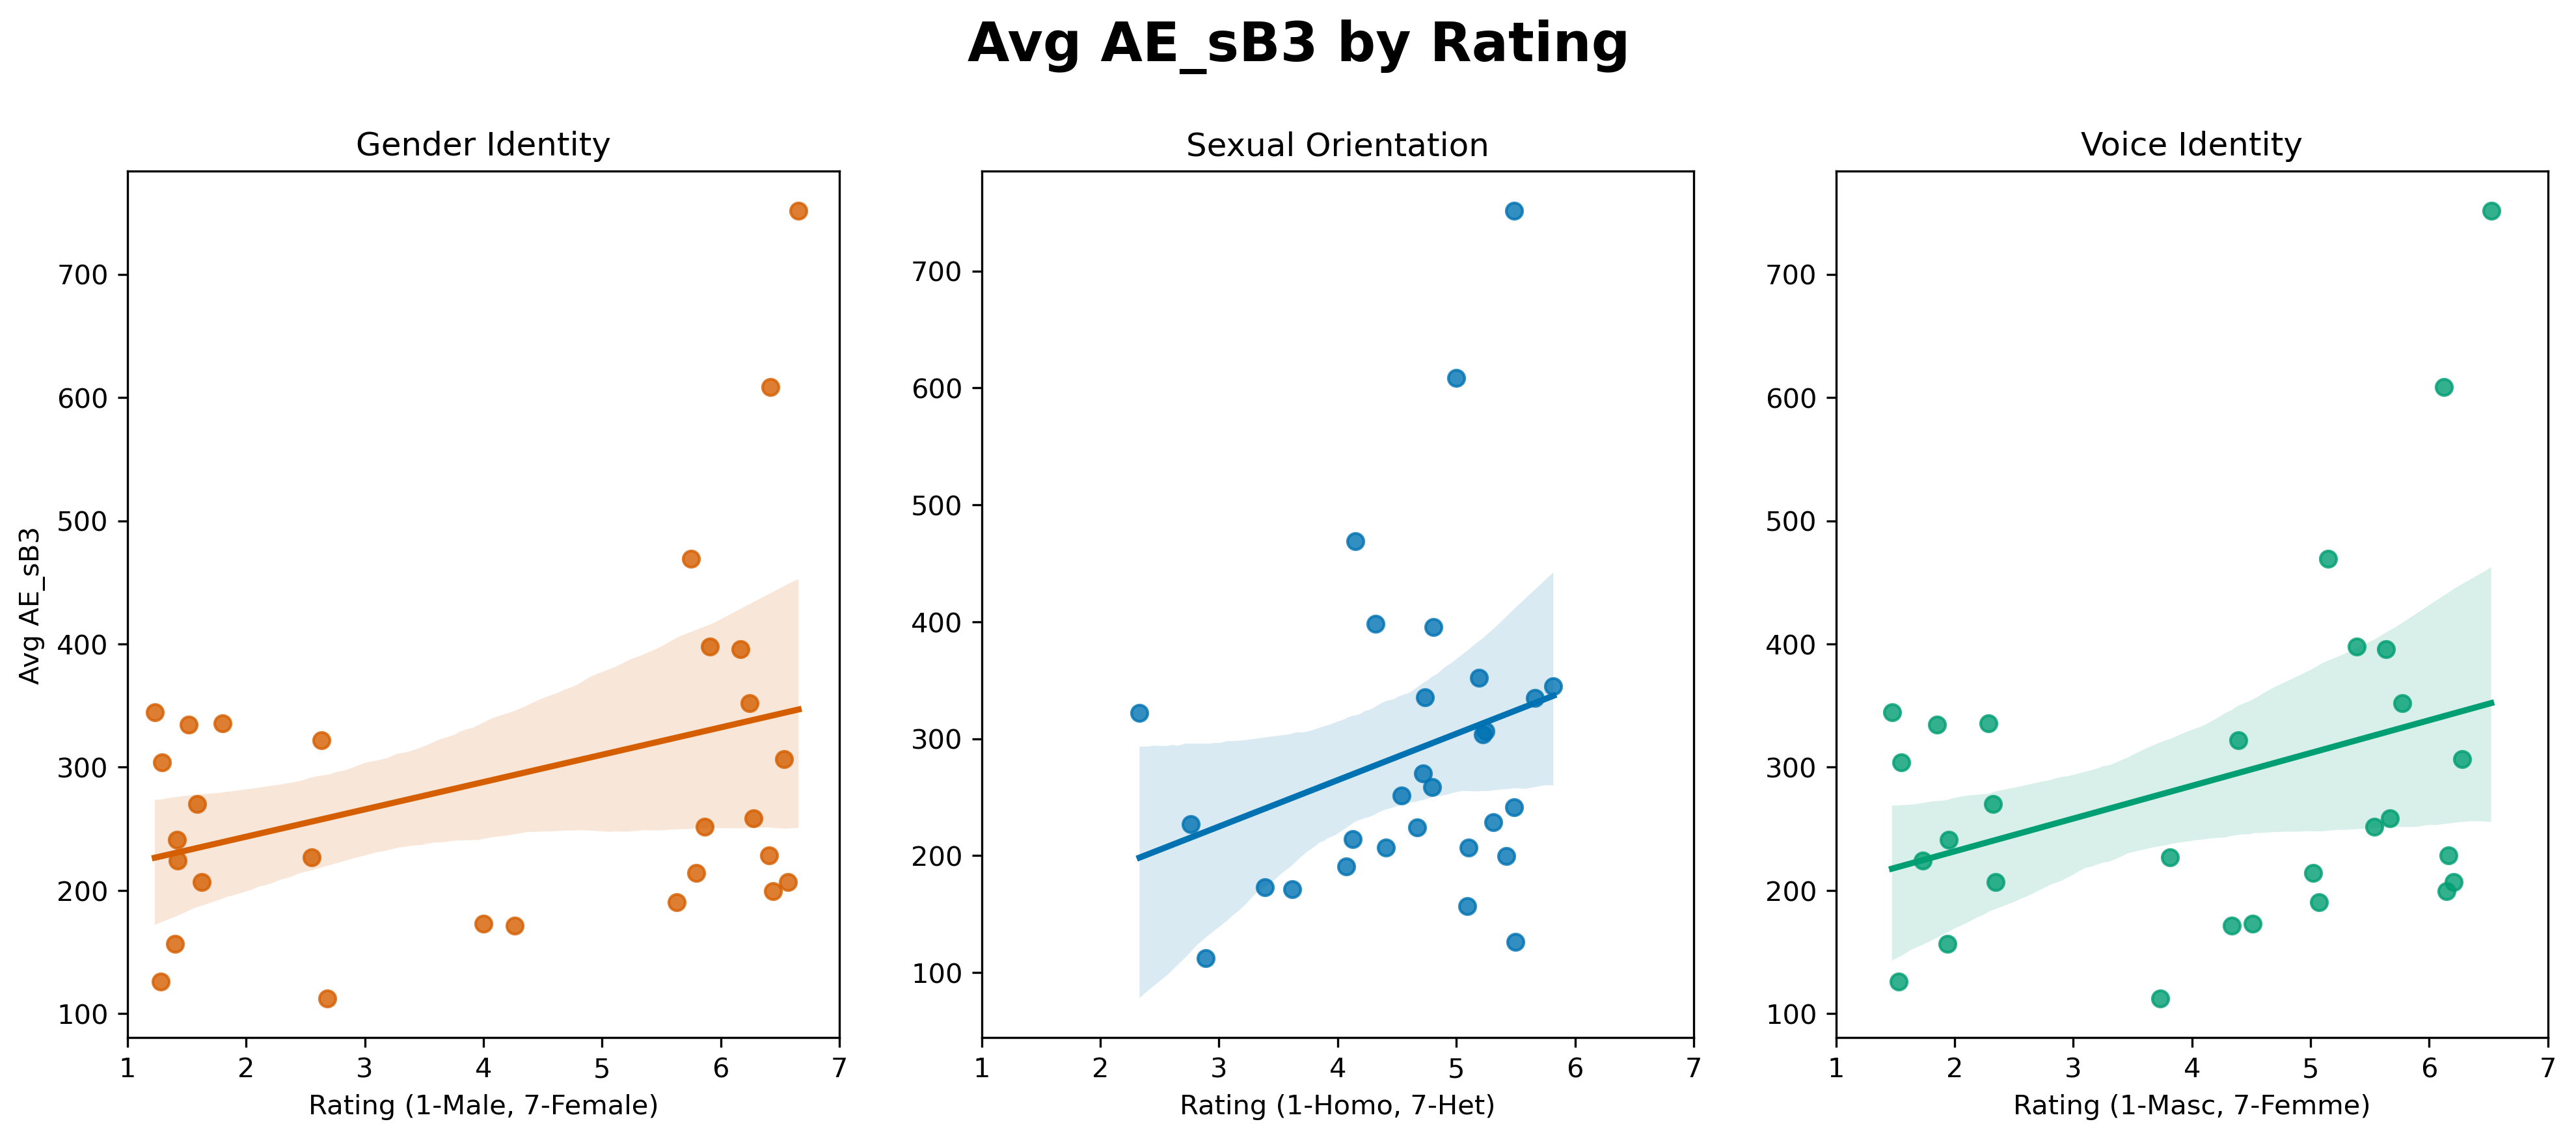 Avg AE_sB3 by Rating
Gender Identity
Sexual Orientation
Voice Identity
Avg AE_sB3
700
600
500
400
300
200
100
1 2 3 4 5 6 7
Rating (1-Male, 7-Female)
700
600
500
400
300
200
100
1 2 3 4 5 6 7
Rating (1-Homo, 7-Het)
700
600
500
400
300
200
100
1 2 3 4 5 6 7
Rating (1-Masc, 7-Femme)